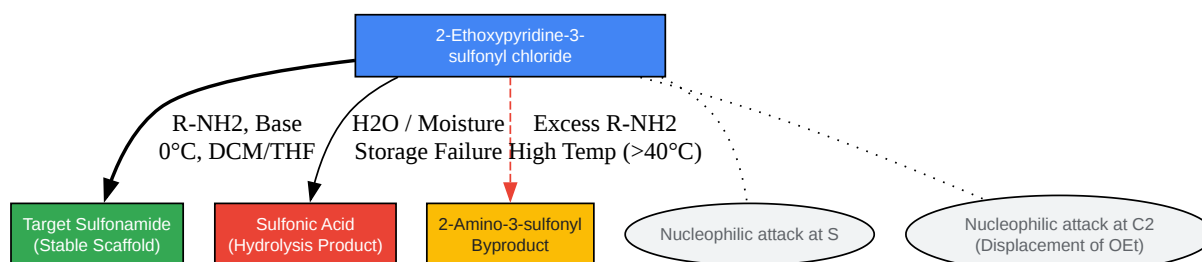 2-Ethoxypyridine-3-
sulfonyl chloride
R-NH2, Base
0°C, DCM/THF
H2O / Moisture
Storage Failure
Excess R-NH2
High Temp (>40°C)
Target Sulfonamide
(Stable Scaffold)
Sulfonic Acid
(Hydrolysis Product)
2-Amino-3-sulfonyl
Byproduct
Nucleophilic attack at S
Nucleophilic attack at C2
(Displacement of OEt)